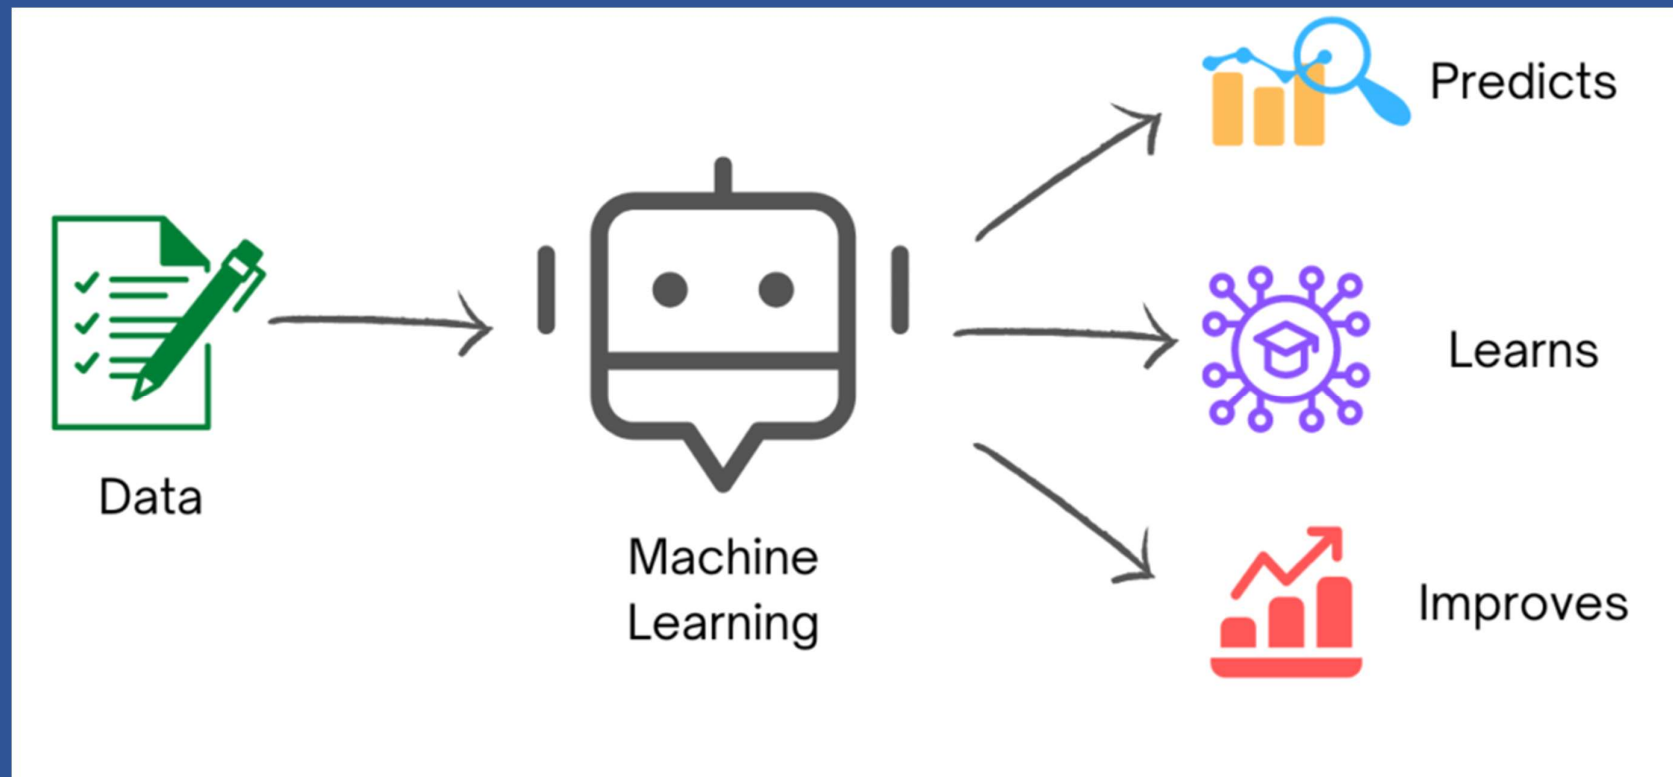 Predicts
Learns
Data
Machine
Learning
Improves